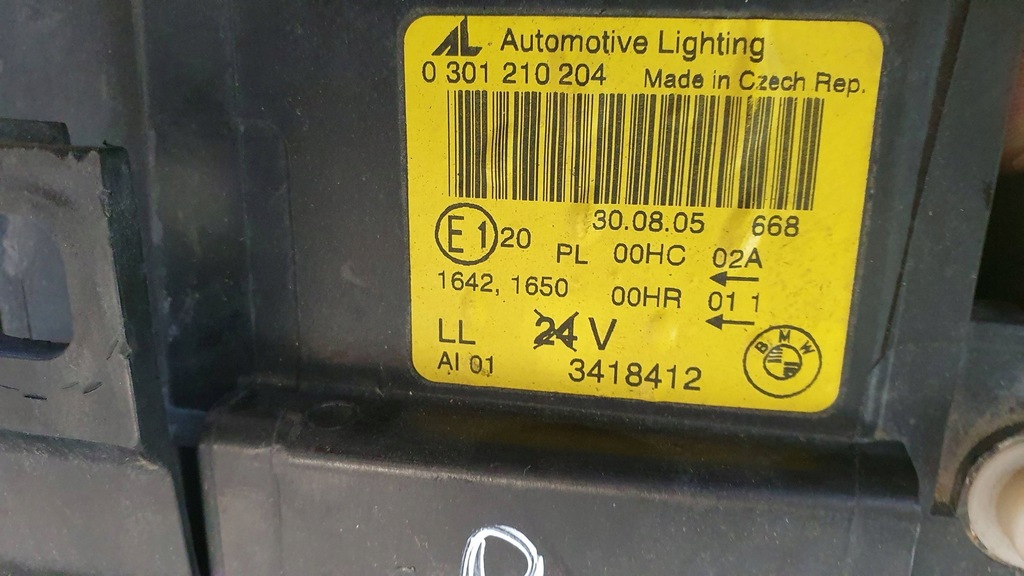 AL Automotive Lighting
0 301 210 204 Made in Czech Rep.
30.08.05 668
E1 20 PL 00HC 02A
1642, 1650 00HR 01 1
LL 24 V
AI 01 3418412
BMW